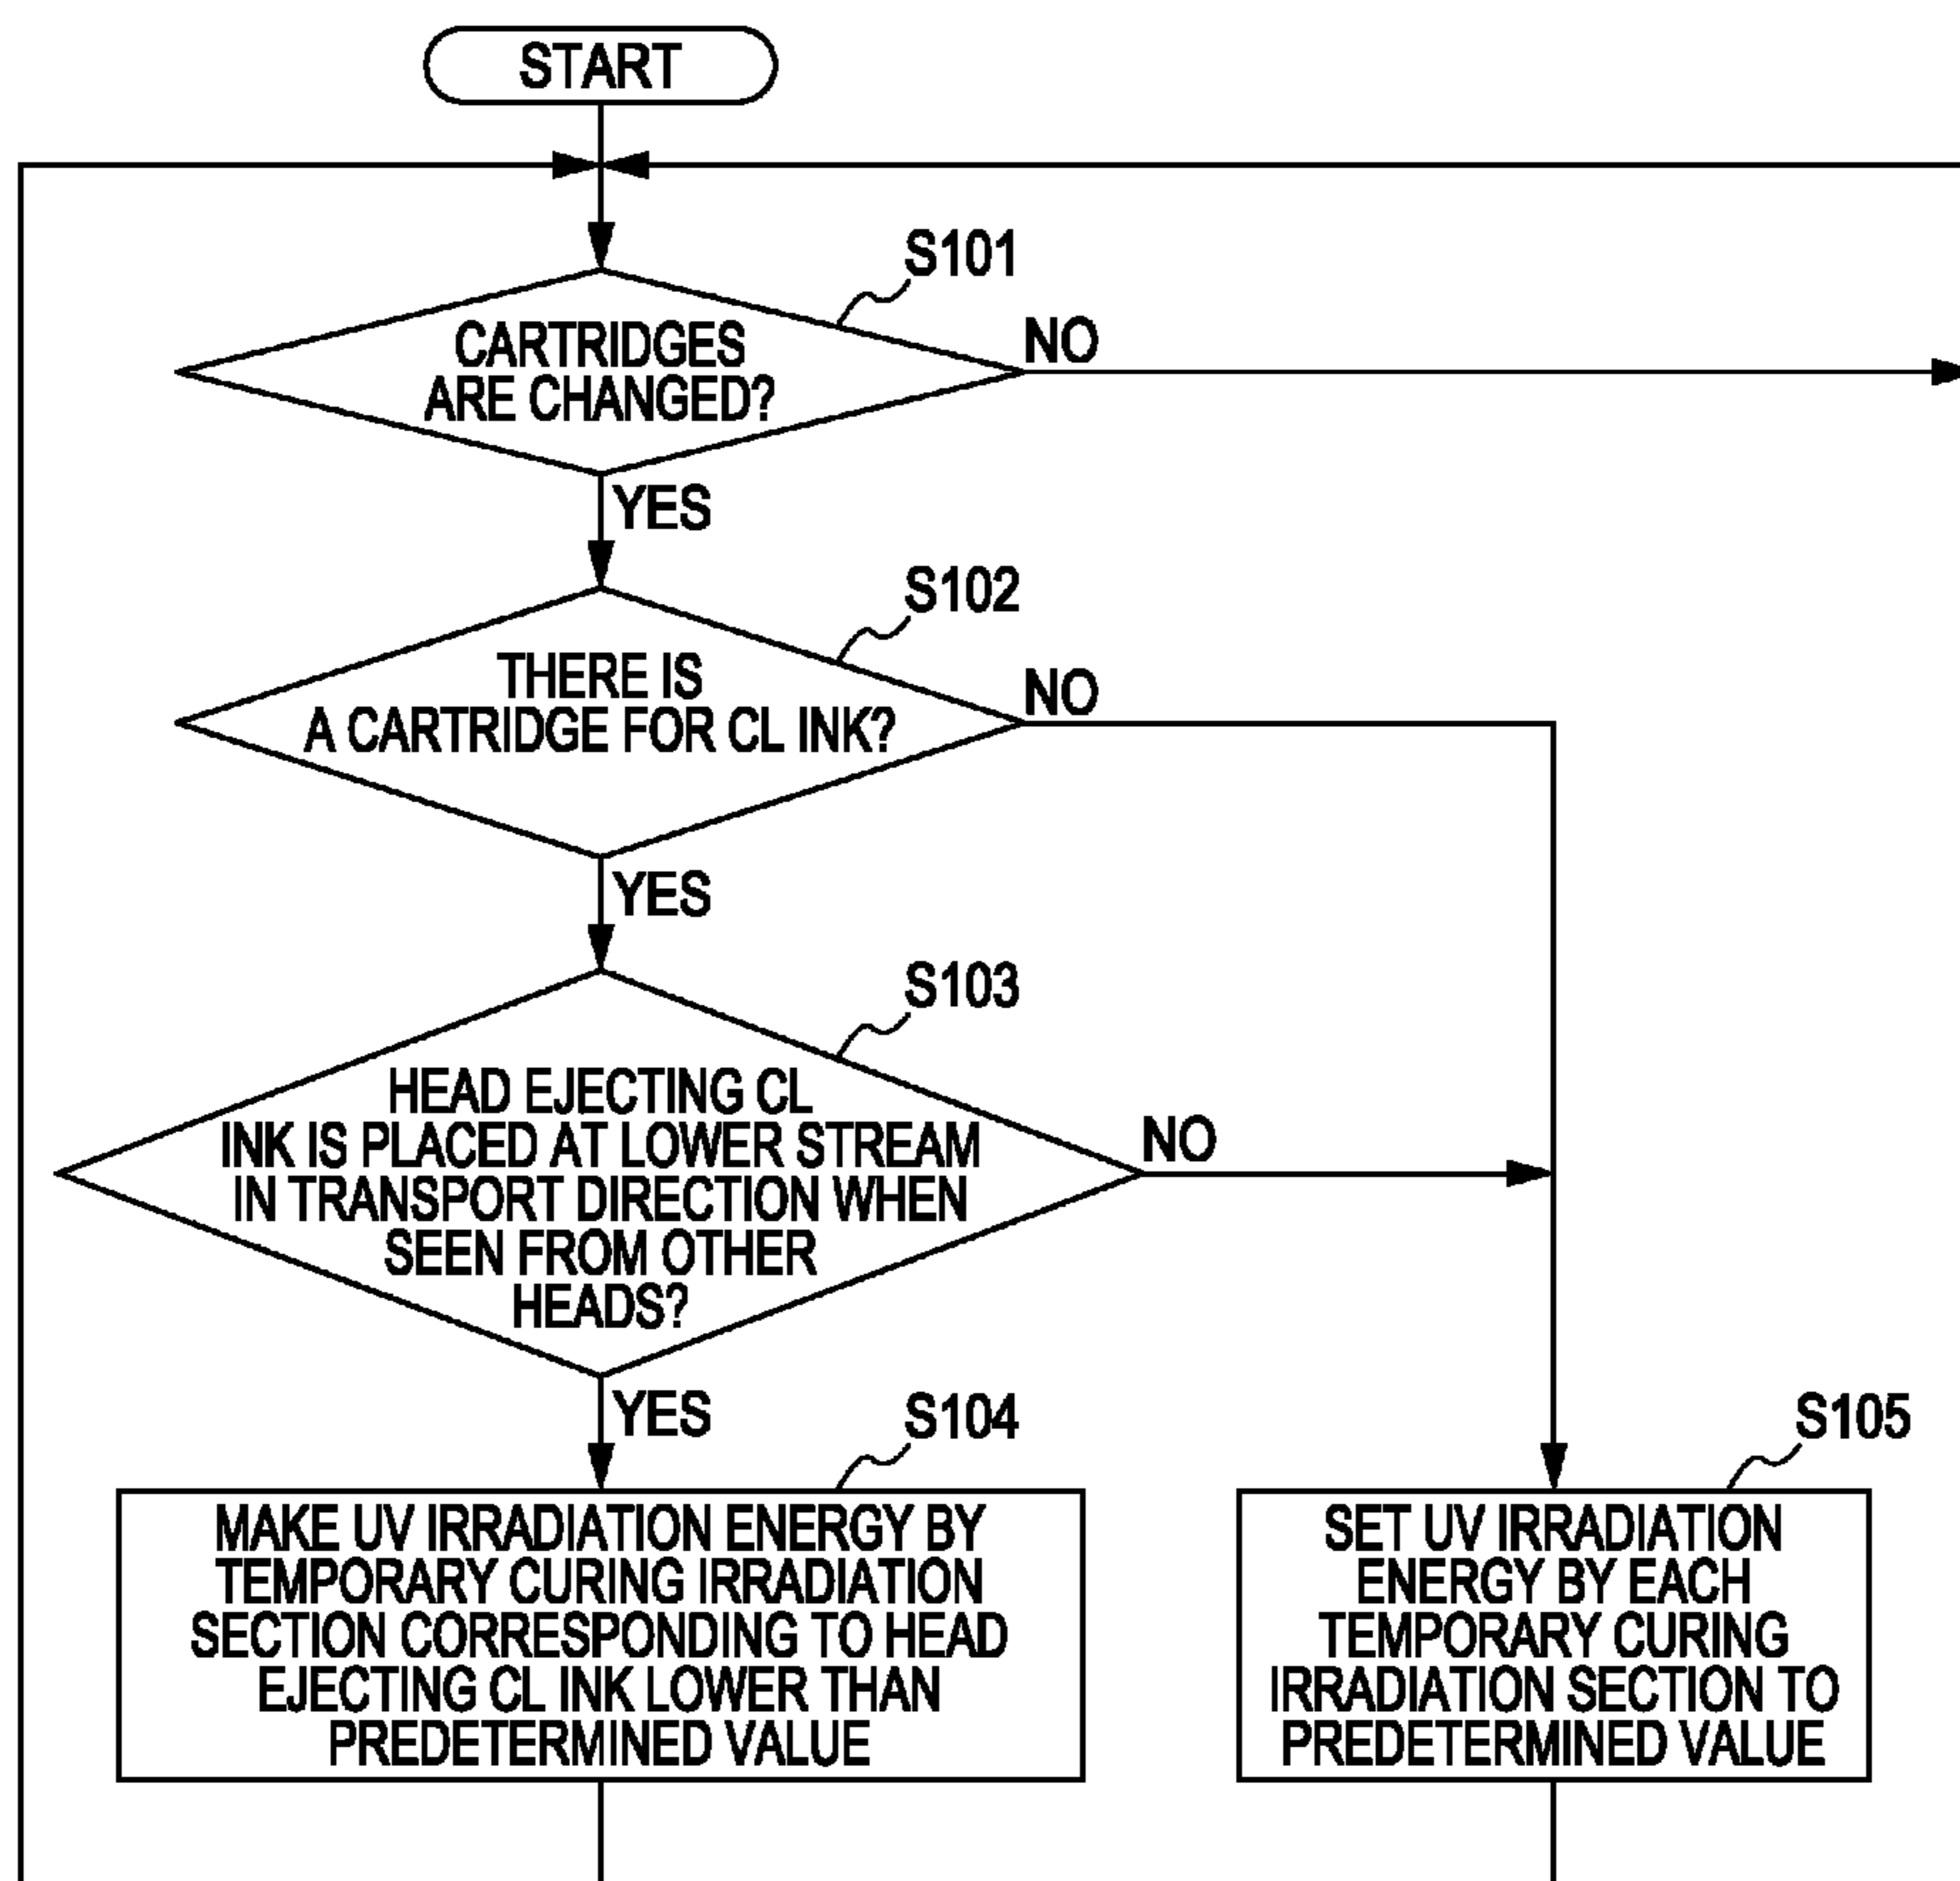 START
S101
CARTRIDGES
ARE CHANGED?
NO
YES
S102
THERE IS
A CARTRIDGE FOR CL INK?
NO
YES
S103
HEAD EJECTING CL
INK IS PLACED AT LOWER STREAM
IN TRANSPORT DIRECTION WHEN
SEEN FROM OTHER
HEADS?
NO
YES
S104
MAKE UV IRRADIATION ENERGY BY
TEMPORARY CURING IRRADIATION
SECTION CORRESPONDING TO HEAD
EJECTING CL INK LOWER THAN
PREDETERMINED VALUE
S105
SET UV IRRADIATION
ENERGY BY EACH
TEMPORARY CURING
IRRADIATION SECTION TO
PREDETERMINED VALUE